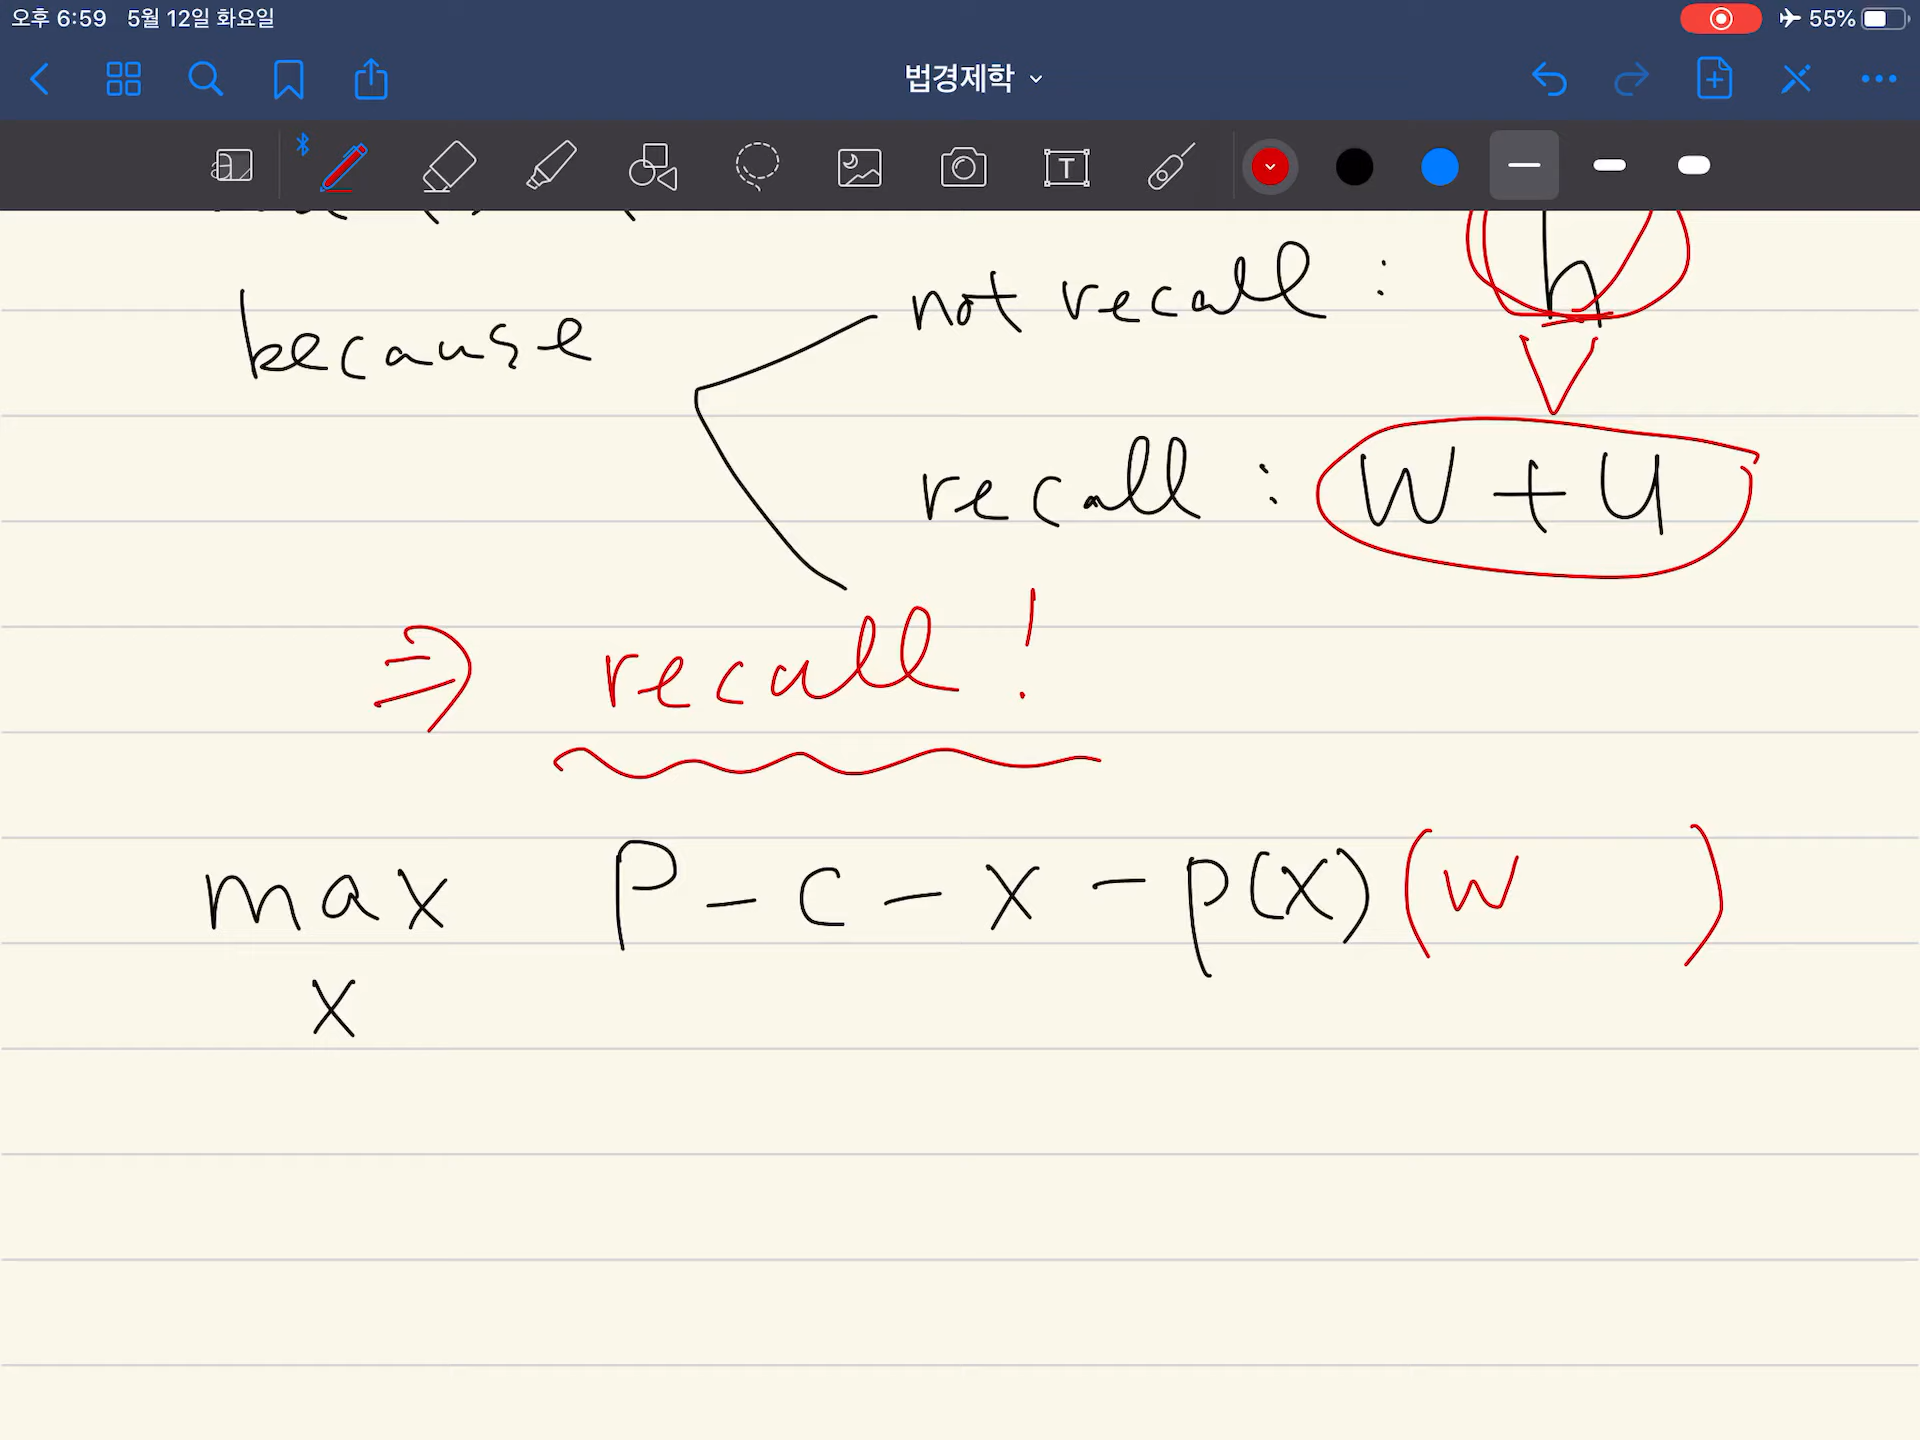 오후 6:59 5월 12일 화요일 55%
법경제학
T
not recall : h
because
recall : W + U
⇒ recall !
max P - C - X - p(X) (W )
X